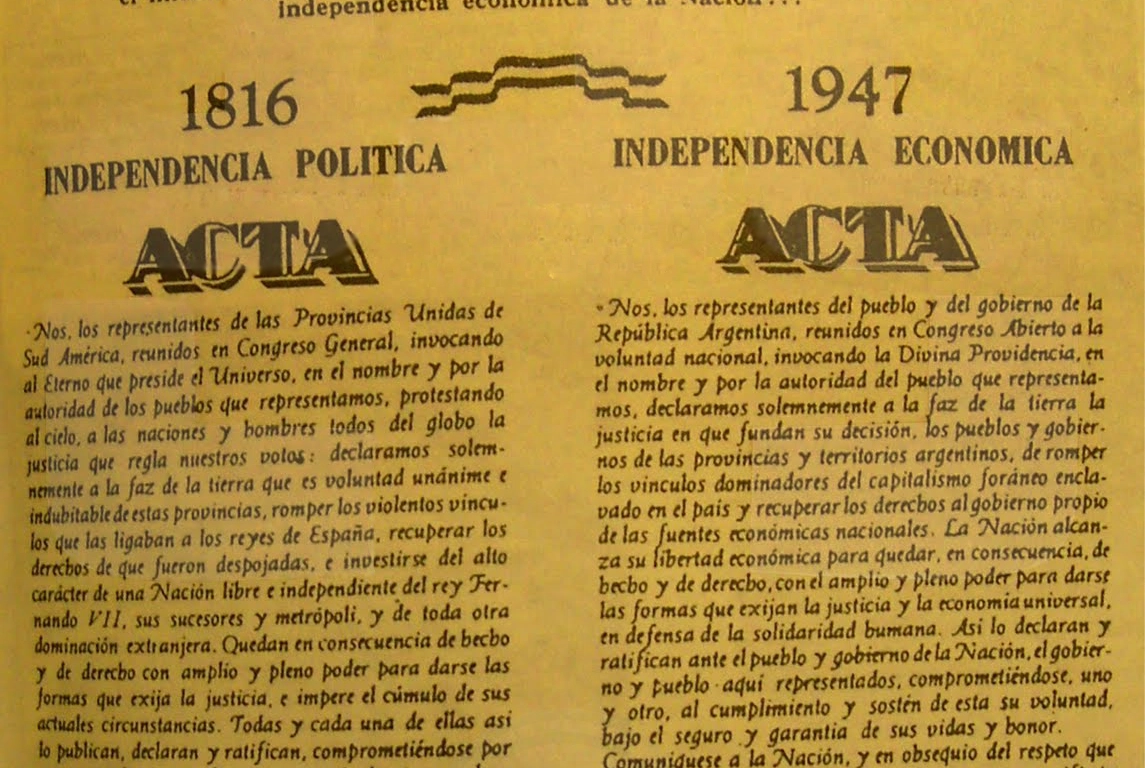 independencia económica de la Nación...
1816
INDEPENDENCIA POLITICA
ACTA
"Nos, los representantes de las Provincias Unidas de
Sud América, reunidos en Congreso General, invocando
al Eterno que preside el Universo, en el nombre y por la
autoridad de los pueblos que representamos, protestando
al cielo, a las naciones y hombres todos del globo la
justicia que regla nuestros votos: declaramos solem-
nemente a la faz de la tierra que es voluntad unánime e
indubitable de estas provincias, romper los violentos víncu-
los que las ligaban a los reyes de España, recuperar los
derechos de que fueron despojadas, e investirse del alto
carácter de una Nación libre e independiente del rey Fer-
nando VII, sus sucesores y metrópoli, y de toda otra
dominación extranjera. Quedan en consecuencia de hecho
y de derecho con amplio y pleno poder para darse las
formas que exija la justicia, e impere el cúmulo de sus
actuales circunstancias. Todas y cada una de ellas así
lo publican, declaran y ratifican, comprometiéndose por
1947
INDEPENDENCIA ECONOMICA
ACTA
"Nos, los representantes del pueblo y del gobierno de la
República Argentina, reunidos en Congreso Abierto a la
voluntad nacional, invocando la Divina Providencia, en
el nombre y por la autoridad del pueblo que representa-
mos, declaramos solemnemente a la faz de la tierra la
justicia en que fundan su decisión, los pueblos y gobier-
nos de las provincias y territorios argentinos, de romper
los vínculos dominadores del capitalismo foráneo encla-
vado en el país y recuperar los derechos al gobierno propio
de las fuentes económicas nacionales. La Nación alcan-
za su libertad económica para quedar, en consecuencia, de
hecho y de derecho, con el amplio y pleno poder para darse
las formas que exijan la justicia y la economía universal,
en defensa de la solidaridad humana. Así lo declaran y
ratifican ante el pueblo y gobierno de la Nación, el gobier-
no y pueblo aquí representados, comprometiéndose, uno
y otro, al cumplimiento y sostén de esta su voluntad,
bajo el seguro y garantía de sus vidas y honor.
Comuníquese a la Nación, y en obsequio del respeto que